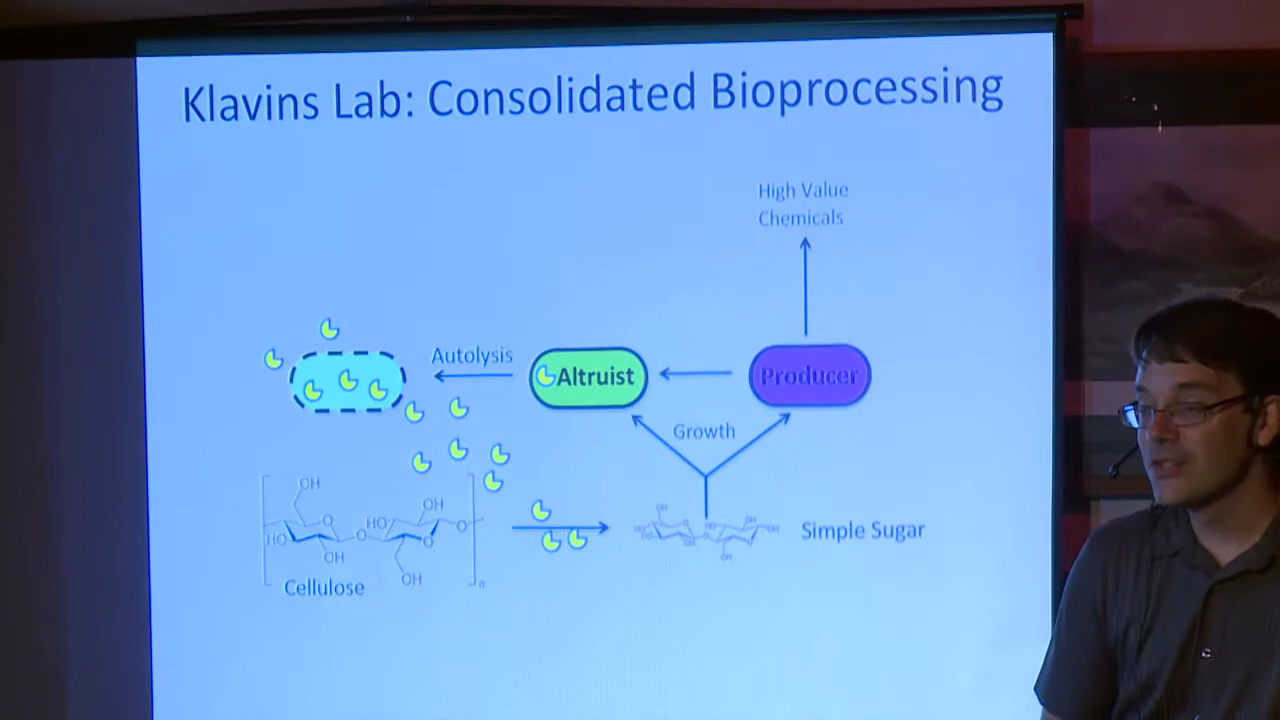 Klavins Lab: Consolidated Bioprocessing
High Value
Chemicals
Autolysis
Altruist
Producer
Growth
OH
OH
HO
O
O
HO
O
O
OH
OH
n
Cellulose
Simple Sugar